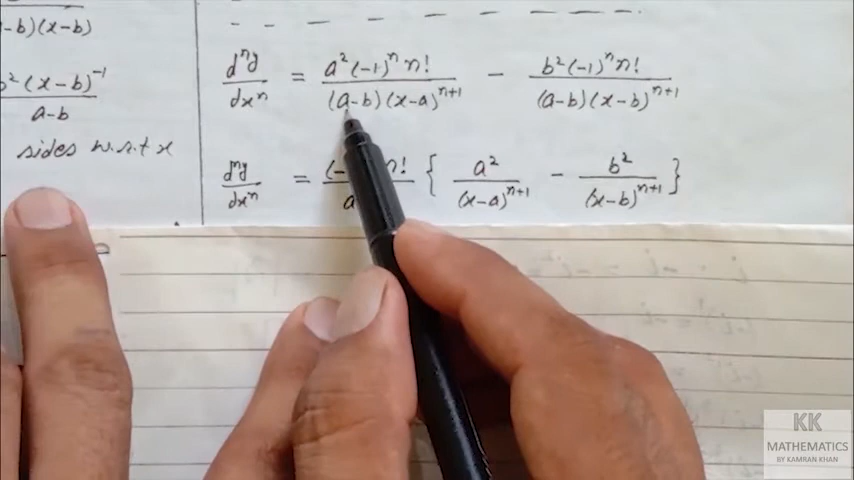 -b)(x-b)
b²(x-b)⁻¹
a-b
sides w.r.t x
dⁿy/dxⁿ = a²(-1)ⁿ n!/(a-b)(x-a)ⁿ⁺¹ - b²(-1)ⁿ n!/(a-b)(x-b)ⁿ⁺¹
dⁿy/dxⁿ = (- n!/a { a²/(x-a)ⁿ⁺¹ - b²/(x-b)ⁿ⁺¹ }
KK
MATHEMATICS
BY KAMRAN KHAN